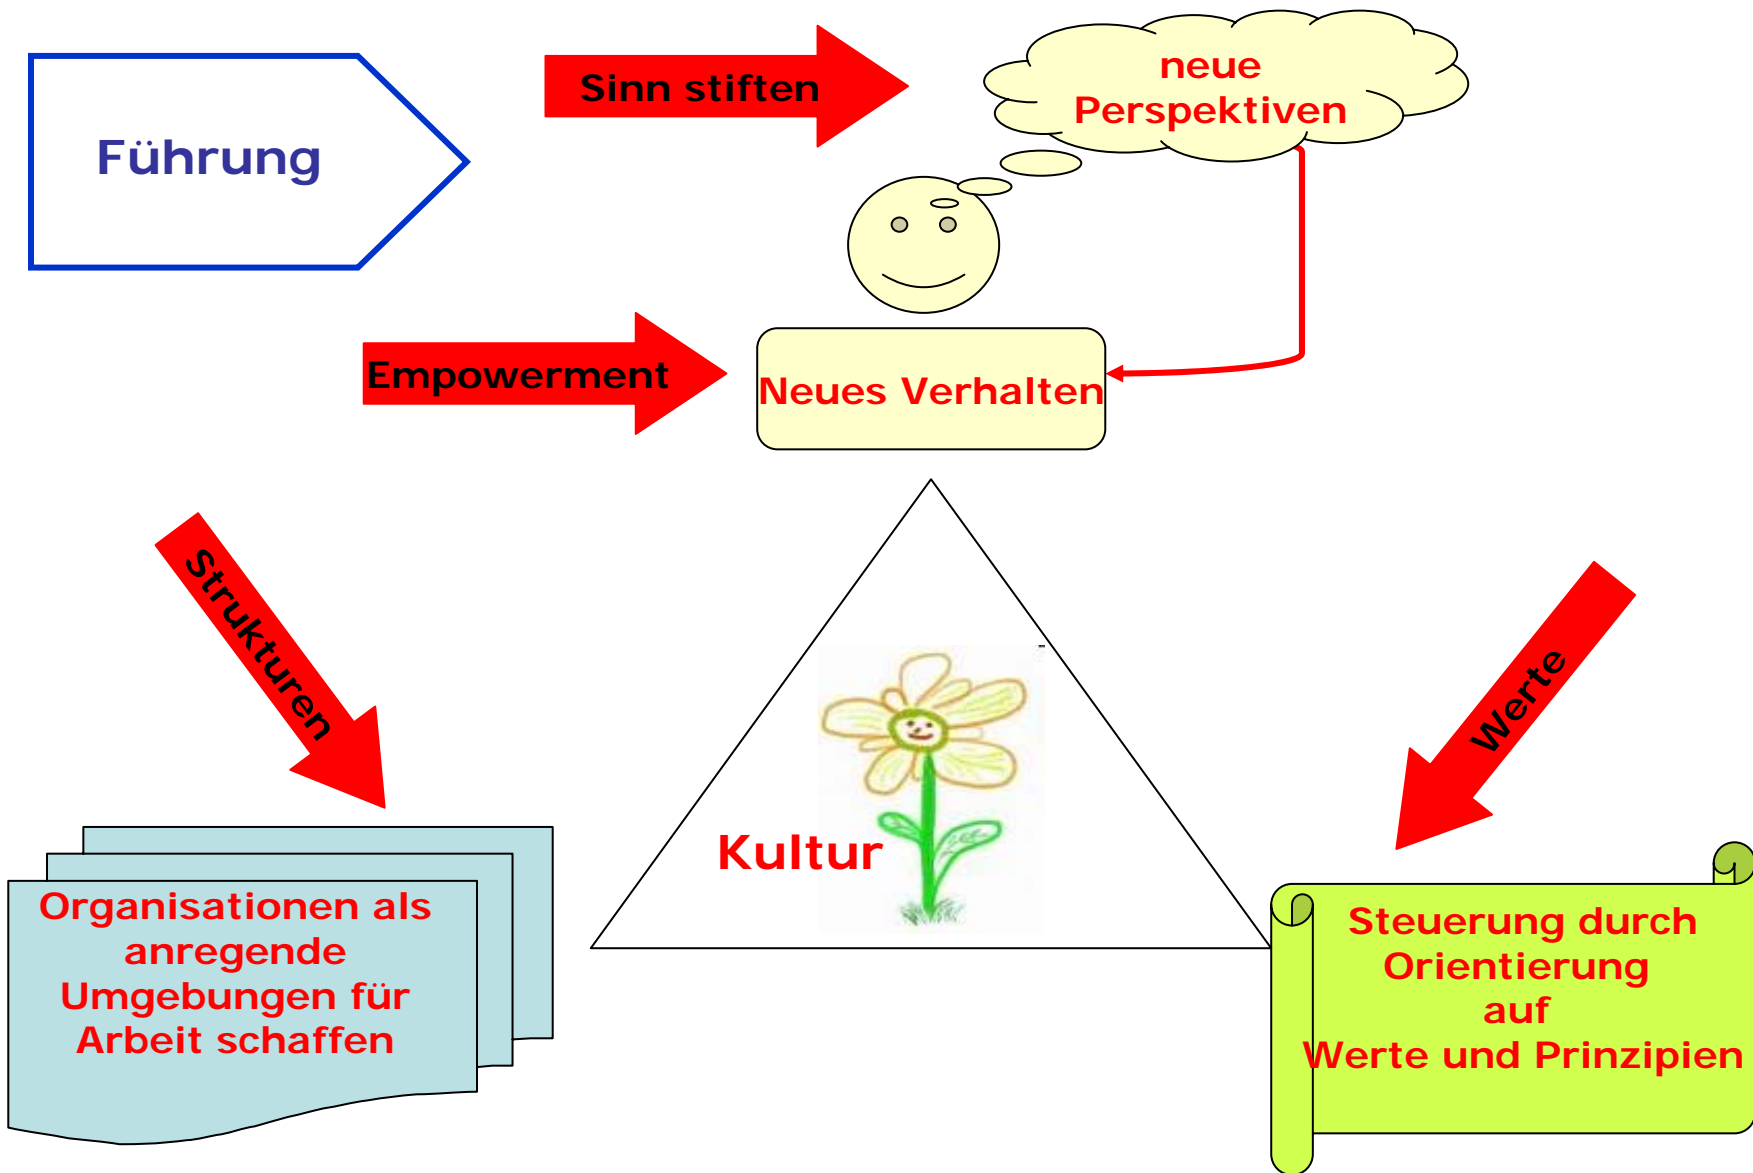 Führung
Sinn stiften
neue
Perspektiven
Empowerment
Neues Verhalten
Strukturen
Werte
Kultur
Organisationen als
anregende
Umgebungen für
Arbeit schaffen
Steuerung durch
Orientierung
auf
Werte und Prinzipien